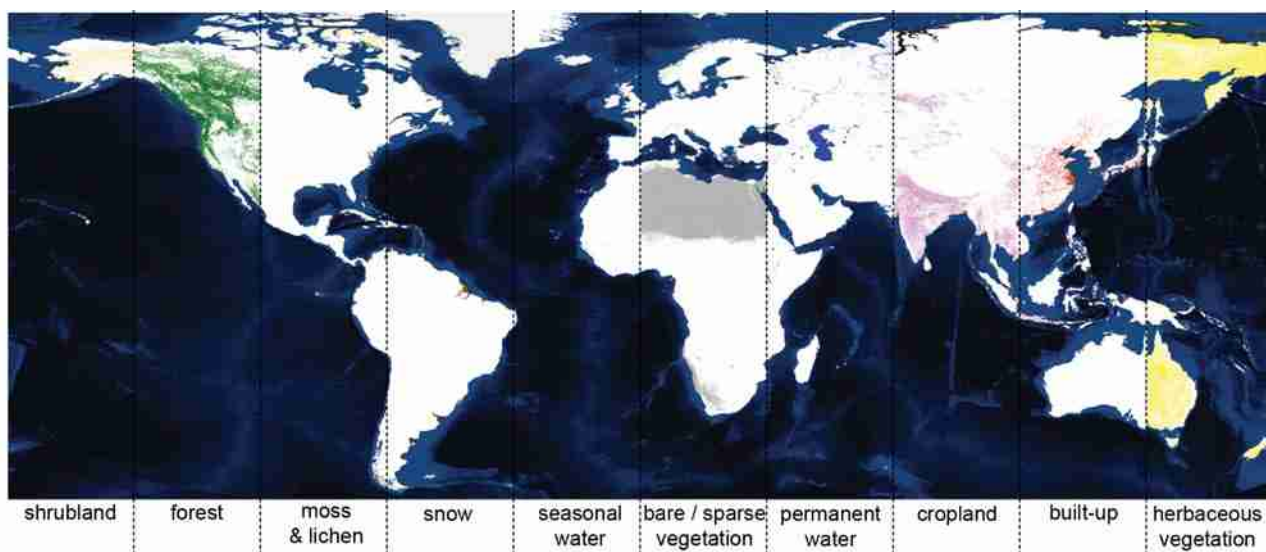 shrubland
forest
moss
& lichen
snow
seasonal
water
bare / sparse
vegetation
permanent
water
cropland
built-up
herbaceous
vegetation